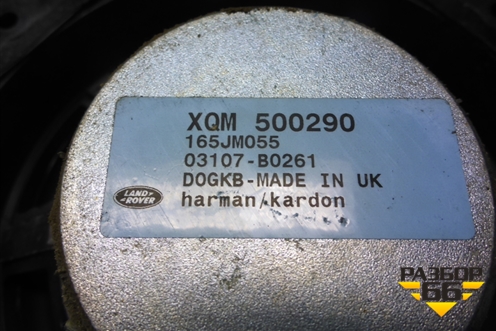 XQM 500290
165JM055
03107-B0261
DOGKB-MADE IN UK
LAND-
-ROVER
harman/kardon
РАЗБОР
66